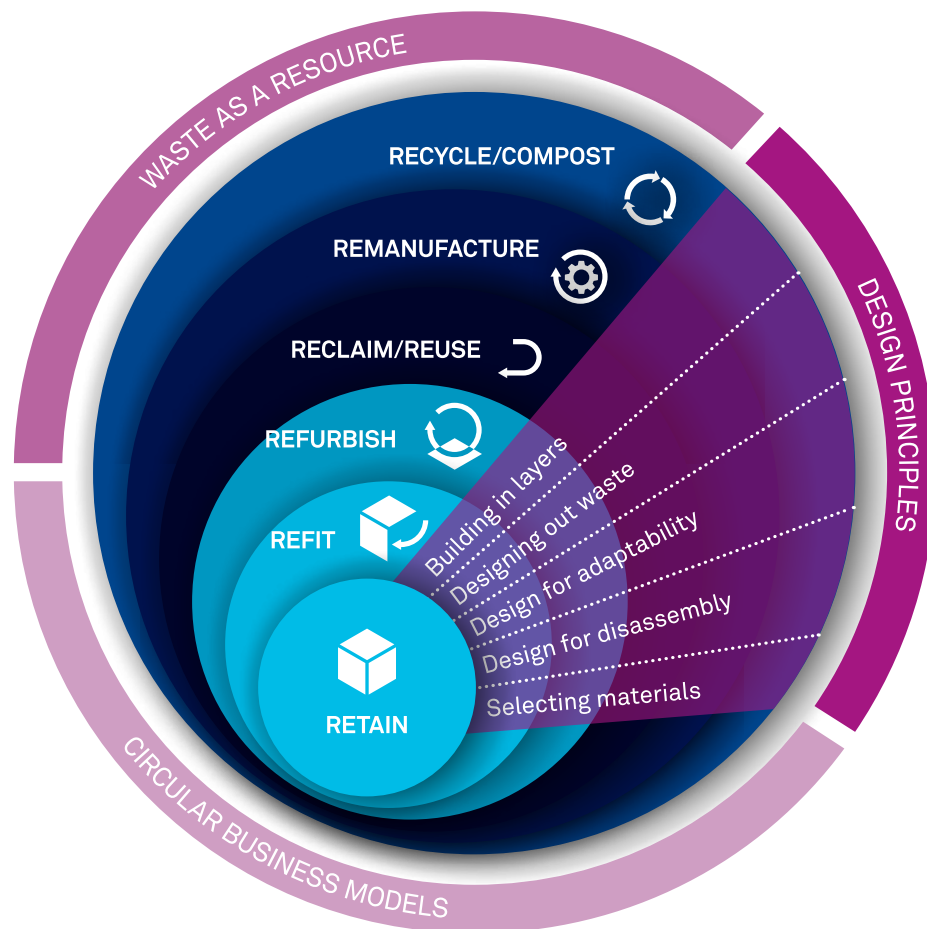 WASTE AS A RESOURCE
RECYCLE/COMPOST
REMANUFACTURE
RECLAIM/REUSE
REFURBISH
REFIT
RETAIN
Building in layers
Designing out waste
Design for adaptability
Design for disassembly
Selecting materials
DESIGN PRINCIPLES
CIRCULAR BUSINESS MODELS